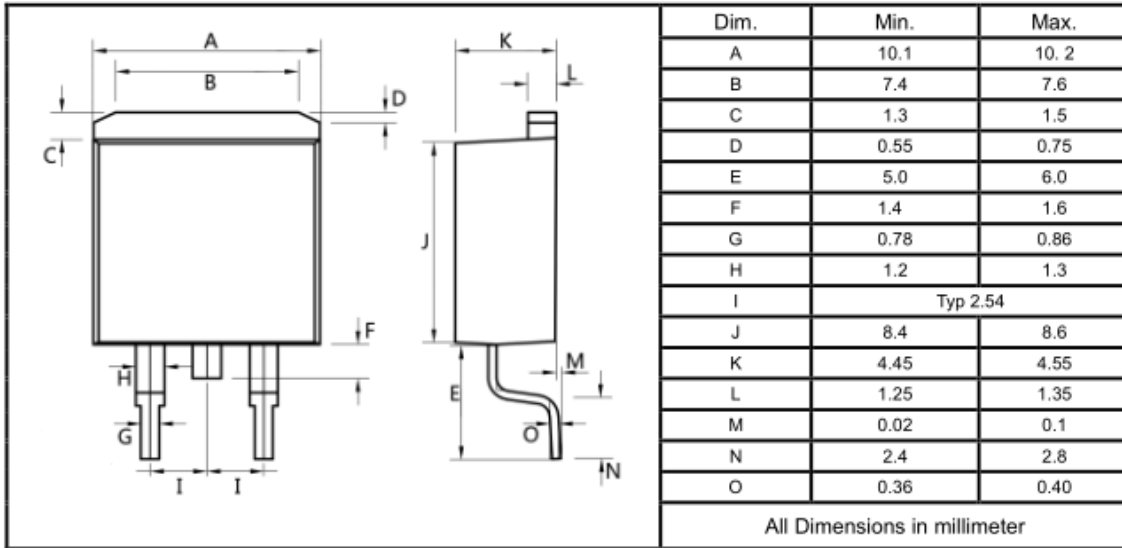 A
B
C
D
F
H
G
E
I I
K
L
J
M
O
N
Dim. Min. Max.
A 10.1 10. 2
B 7.4 7.6
C 1.3 1.5
D 0.55 0.75
E 5.0 6.0
F 1.4 1.6
G 0.78 0.86
H 1.2 1.3
I Typ 2.54
J 8.4 8.6
K 4.45 4.55
L 1.25 1.35
M 0.02 0.1
N 2.4 2.8
O 0.36 0.40
All Dimensions in millimeter